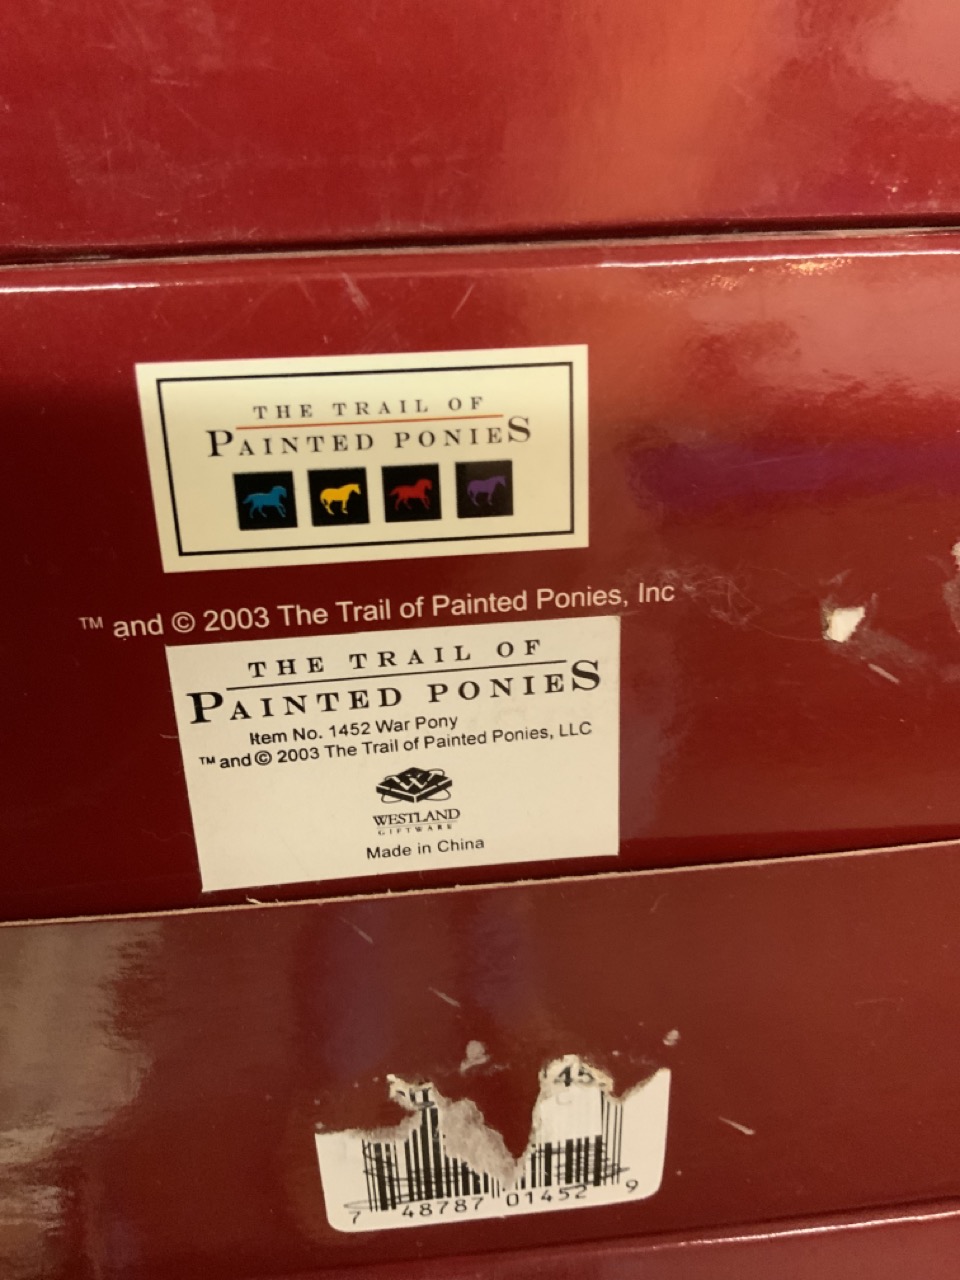 THE TRAIL OF
PAINTED PONIES
™ and © 2003 The Trail of Painted Ponies, Inc
THE TRAIL OF
PAINTED PONIES
Item No. 1452 War Pony
™ and © 2003 The Trail of Painted Ponies, LLC
WESTLAND
GIFTWARE
Made in China
45
7 48787 01452 9